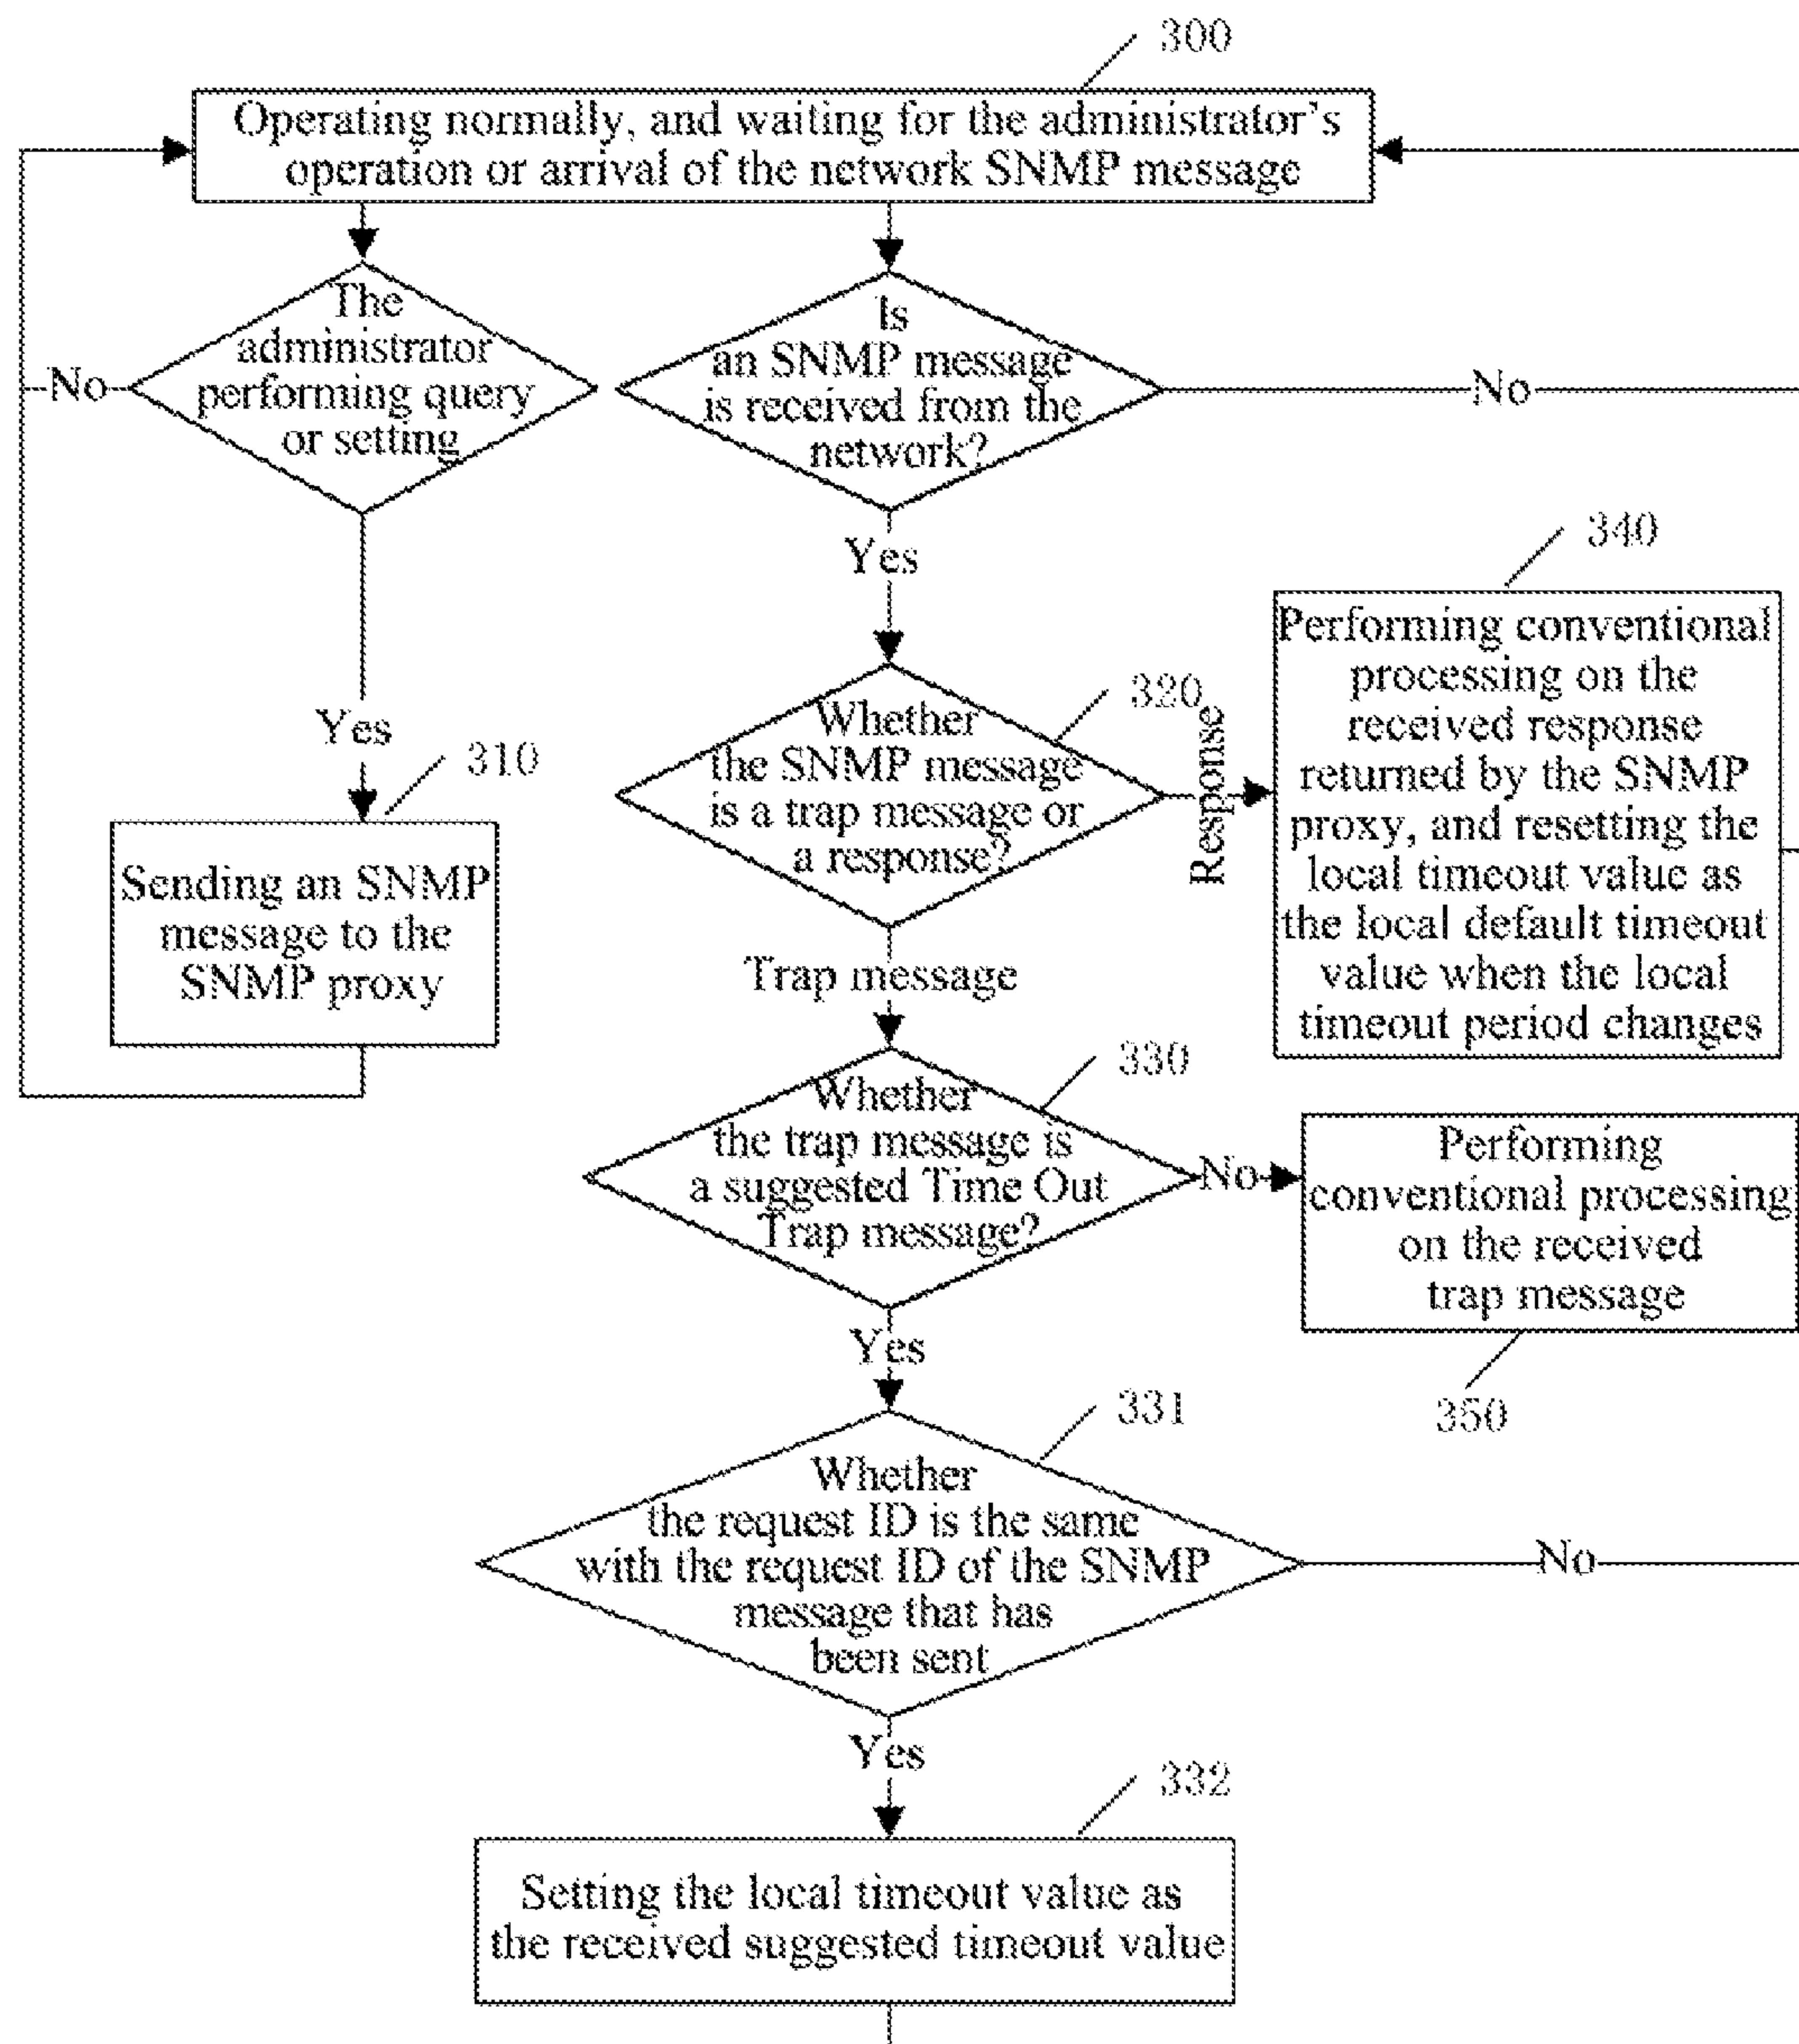 300
Operating normally, and waiting for the administrator's
operation or arrival of the network SNMP message
The
administrator
performing query
or setting
No
Yes
310
Sending an SNMP
message to the
SNMP proxy
Is
an SNMP message
is received from the
network?
No
Yes
320
Whether
the SNMP message
is a trap message or
a response?
Response
340
Performing conventional
processing on the
received response
returned by the SNMP
proxy, and resetting the
local timeout value as
the local default timeout
value when the local
timeout period changes
Trap message
330
Whether
the trap message is
a suggested Time Out
Trap message?
No
Performing
conventional processing
on the received
trap message
350
Yes
331
Whether
the request ID is the same
with the request ID of the SNMP
message that has
been sent
No
Yes
332
Setting the local timeout value as
the received suggested timeout value